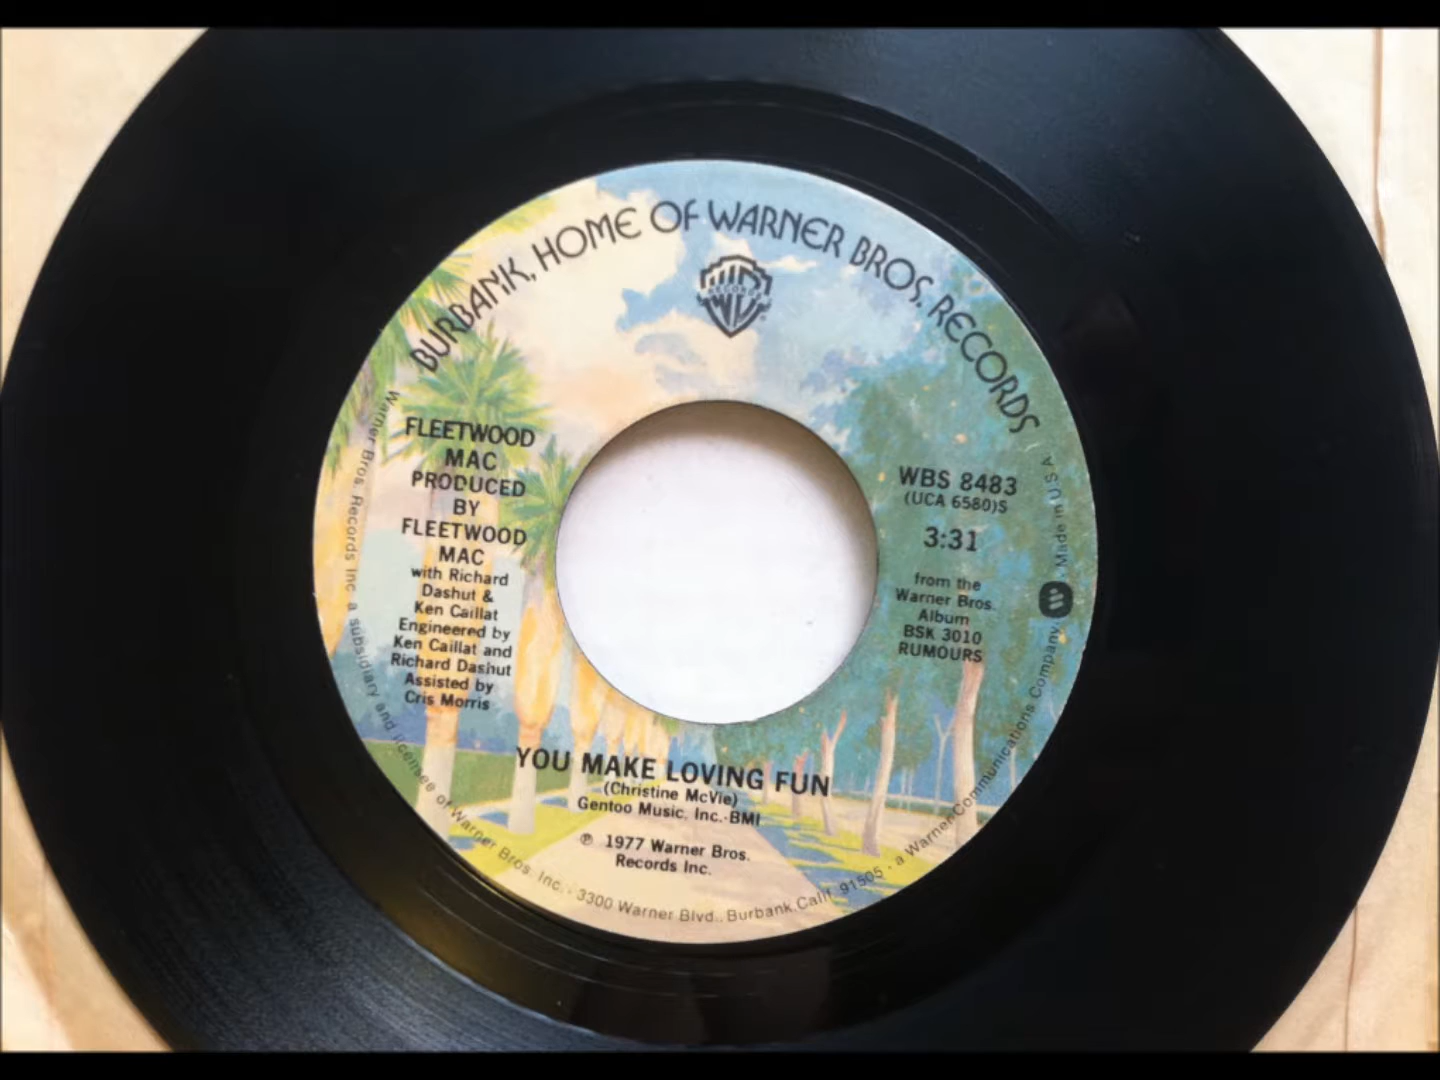 BURBANK, HOME OF WARNER BROS. RECORDS
RECORDS
FLEETWOOD
MAC
PRODUCED
BY
FLEETWOOD
MAC
with Richard
Dashut &
Ken Caillat
Engineered by
Ken Caillat and
Richard Dashut
Assisted by
Cris Morris
WBS 8483
(UCA 6580)S
3:31
from the
Warner Bros.
Album
BSK 3010
RUMOURS
YOU MAKE LOVING FUN
(Christine McVie)
Gentoo Music, Inc.-BMI
℗ 1977 Warner Bros.
Records Inc.
Warner Bros. Records Inc. a subsidiary and licensee of Warner Bros. Inc. · 3300 Warner Blvd., Burbank, Calif. 91505 · a Warner Communications Company. Made in U.S.A.